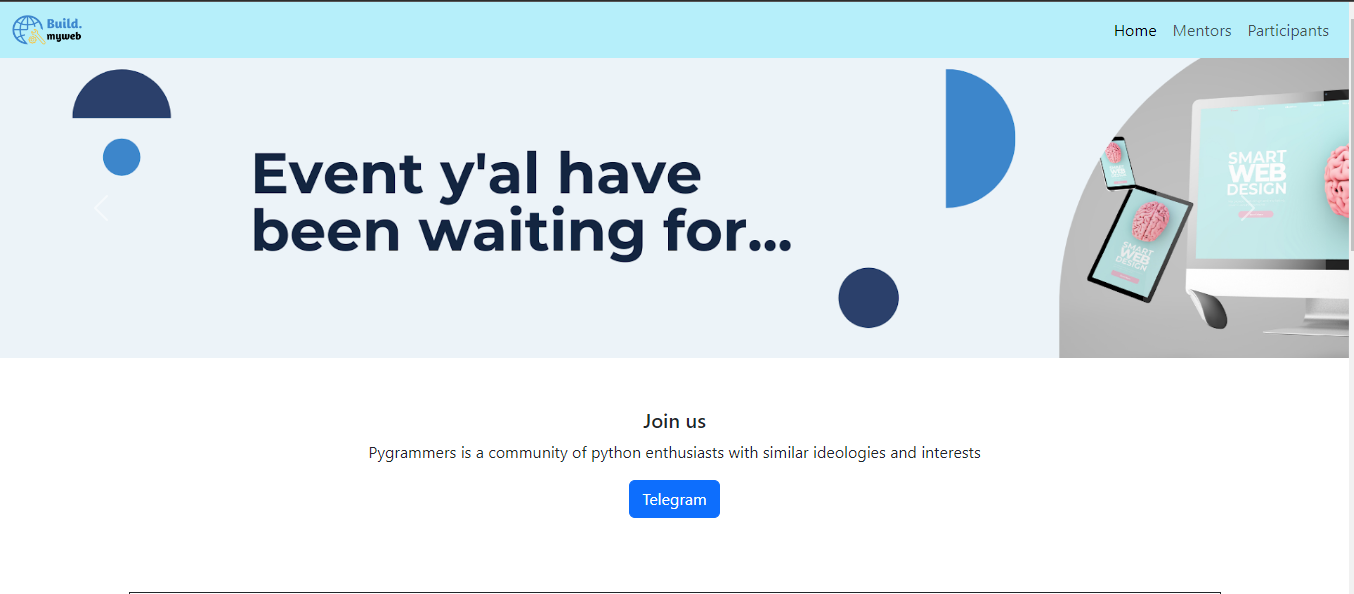 Build.
myweb
Home Mentors Participants
Event y'al have
been waiting for...
SMART
WEB
DESIGN
SMART
WEB
DESIGN
Join us
Pygrammers is a community of python enthusiasts with similar ideologies and interests
Telegram